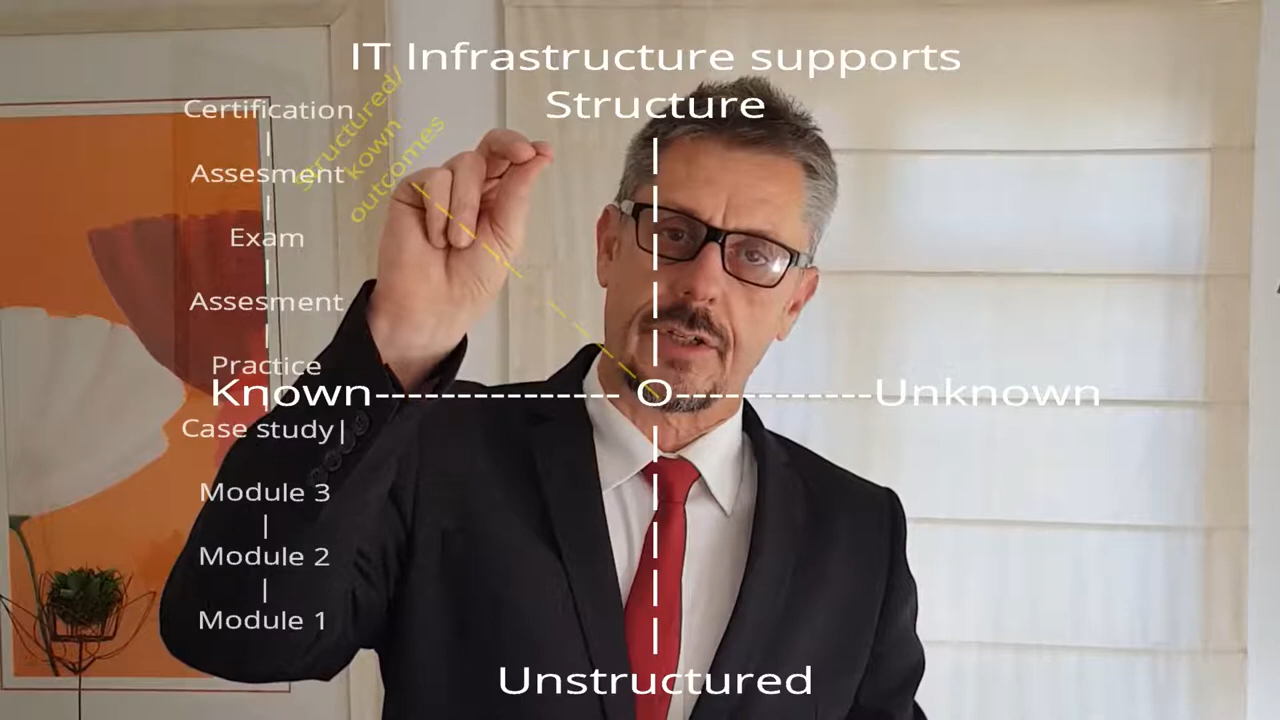 IT Infrastructure supports
Structure
Certification
|
Assesment
|
Exam
|
Assesment
|
Practice
|
Case study|
Module 3
|
Module 2
|
Module 1
Structured/
kown
outcomes
Known--------------- O------------Unknown
Unstructured